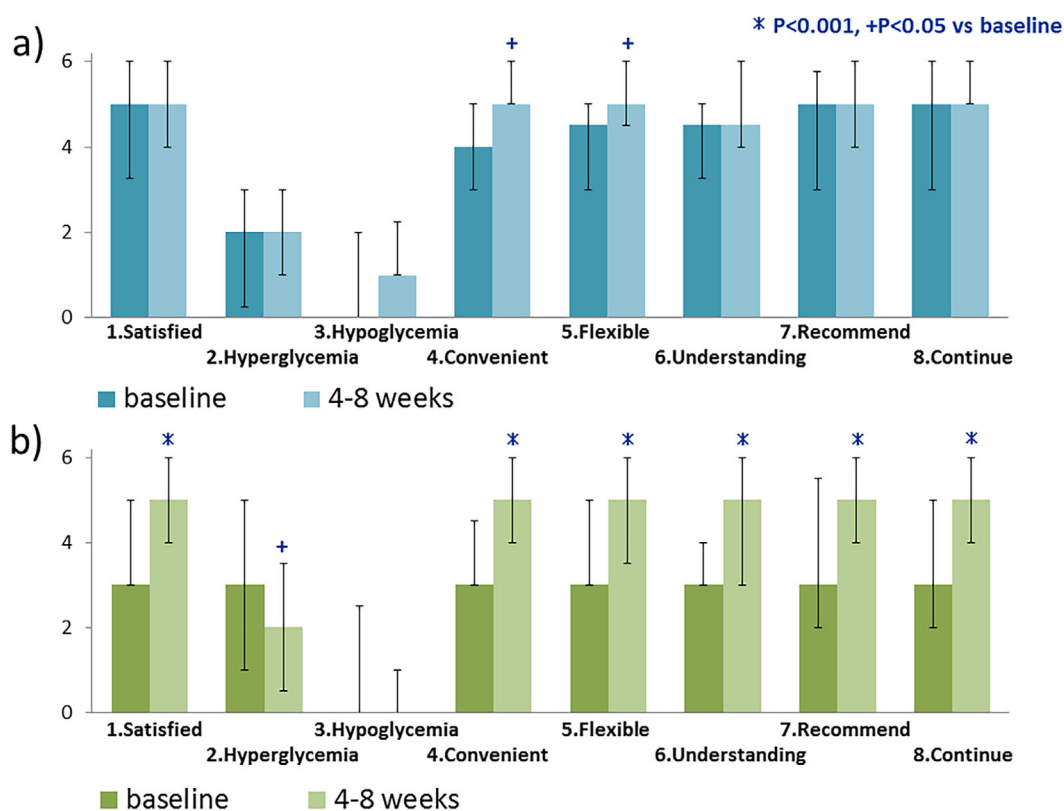 * P<0.001, +P<0.05 vs baseline
a)
+ +
6
4
2
0
1.Satisfied 3.Hypoglycemia 5.Flexible 7.Recommend
2.Hyperglycemia 4.Convenient 6.Understanding 8.Continue
baseline 4-8 weeks
b)
* * * * * *
6
4
+
2
0
1.Satisfied 3.Hypoglycemia 5.Flexible 7.Recommend
2.Hyperglycemia 4.Convenient 6.Understanding 8.Continue
baseline 4-8 weeks